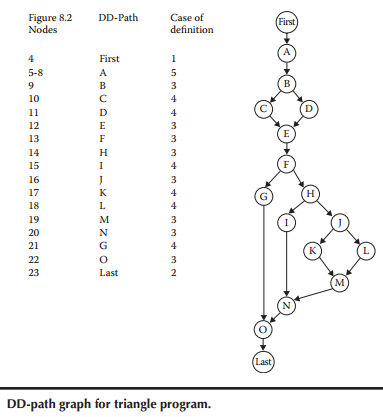 Figure 8.2 DD-Path Case of
Nodes definition
4 First 1
5-8 A 5
9 B 3
10 C 4
11 D 4
12 E 3
13 F 3
14 H 3
15 I 4
16 J 3
17 K 4
18 L 4
19 M 3
20 N 3
21 G 4
22 O 3
23 Last 2
First
A
B
C D
E
F
G H
I J
K L
M
N
O
Last
DD-path graph for triangle program.